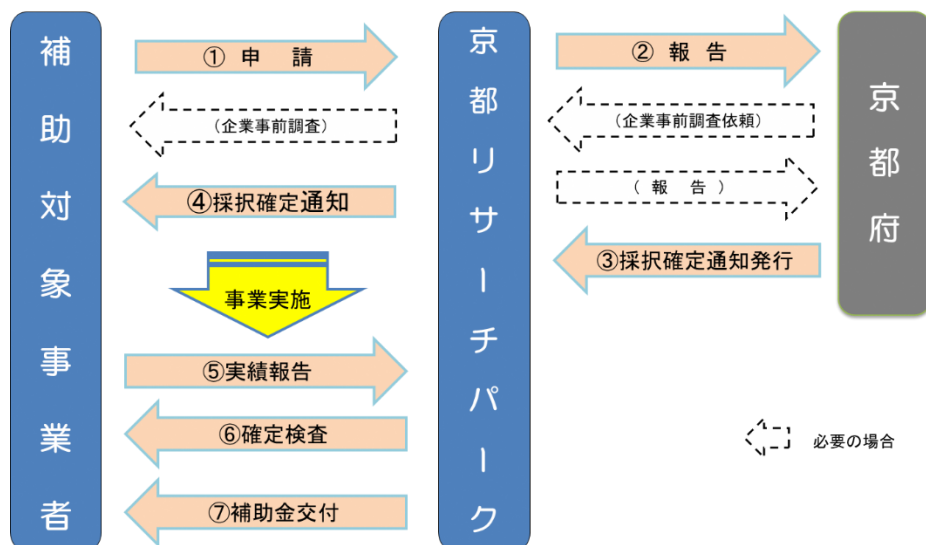 補助対象事業者
京都リサーチパーク
京都府
①申　請
②報告
(企業事前調査)
(企業事前調査依頼)
(報告)
④採択確定通知
③採択確定通知発行
事業実施
⑤実績報告
⑥確定検査
必要の場合
⑦補助金交付